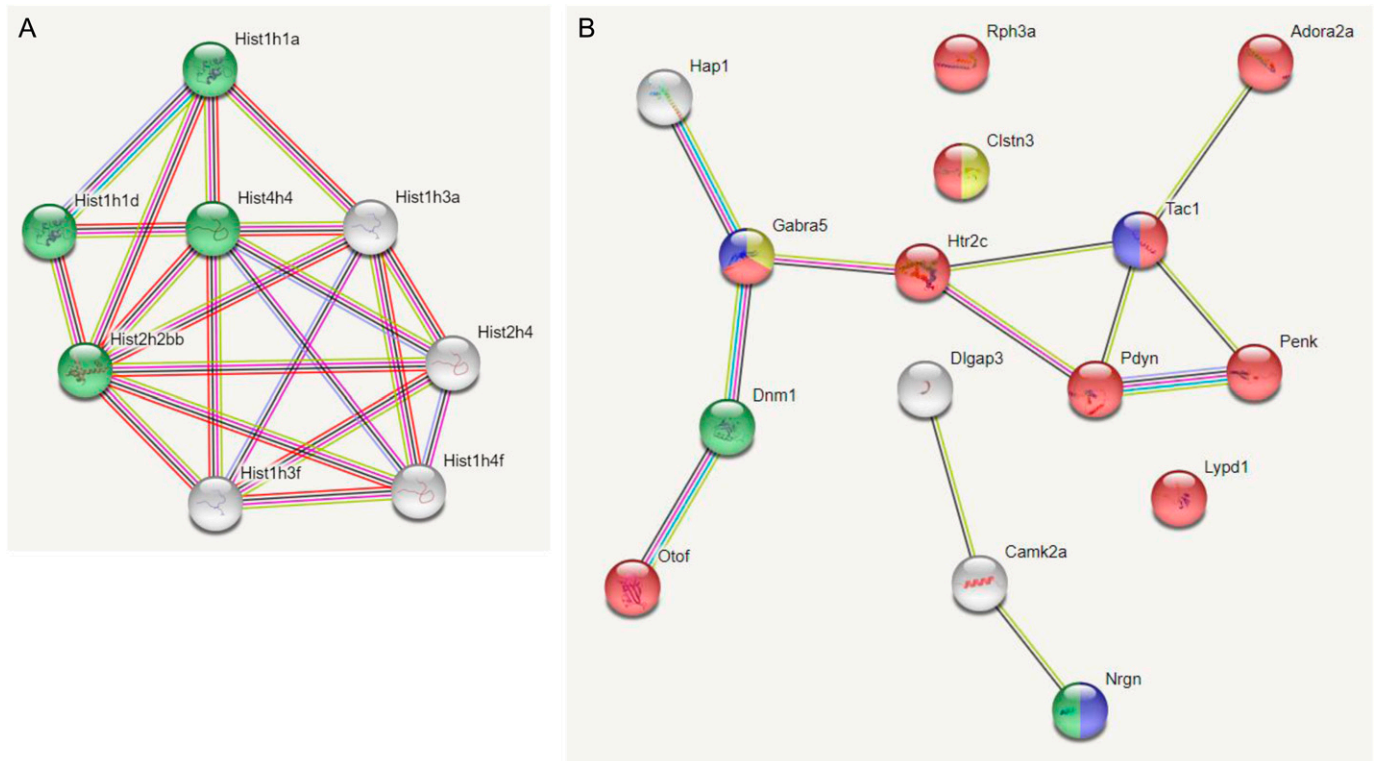 A
Hist1h1a
Hist1h1d
Hist4h4
Hist1h3a
Hist2h2bb
Hist2h4
Hist1h3f
Hist1h4f
B
Rph3a
Adora2a
Hap1
Clstn3
Tac1
Gabra5
Htr2c
Dlgap3
Pdyn
Penk
Dnm1
Lypd1
Otof
Camk2a
Nrgn